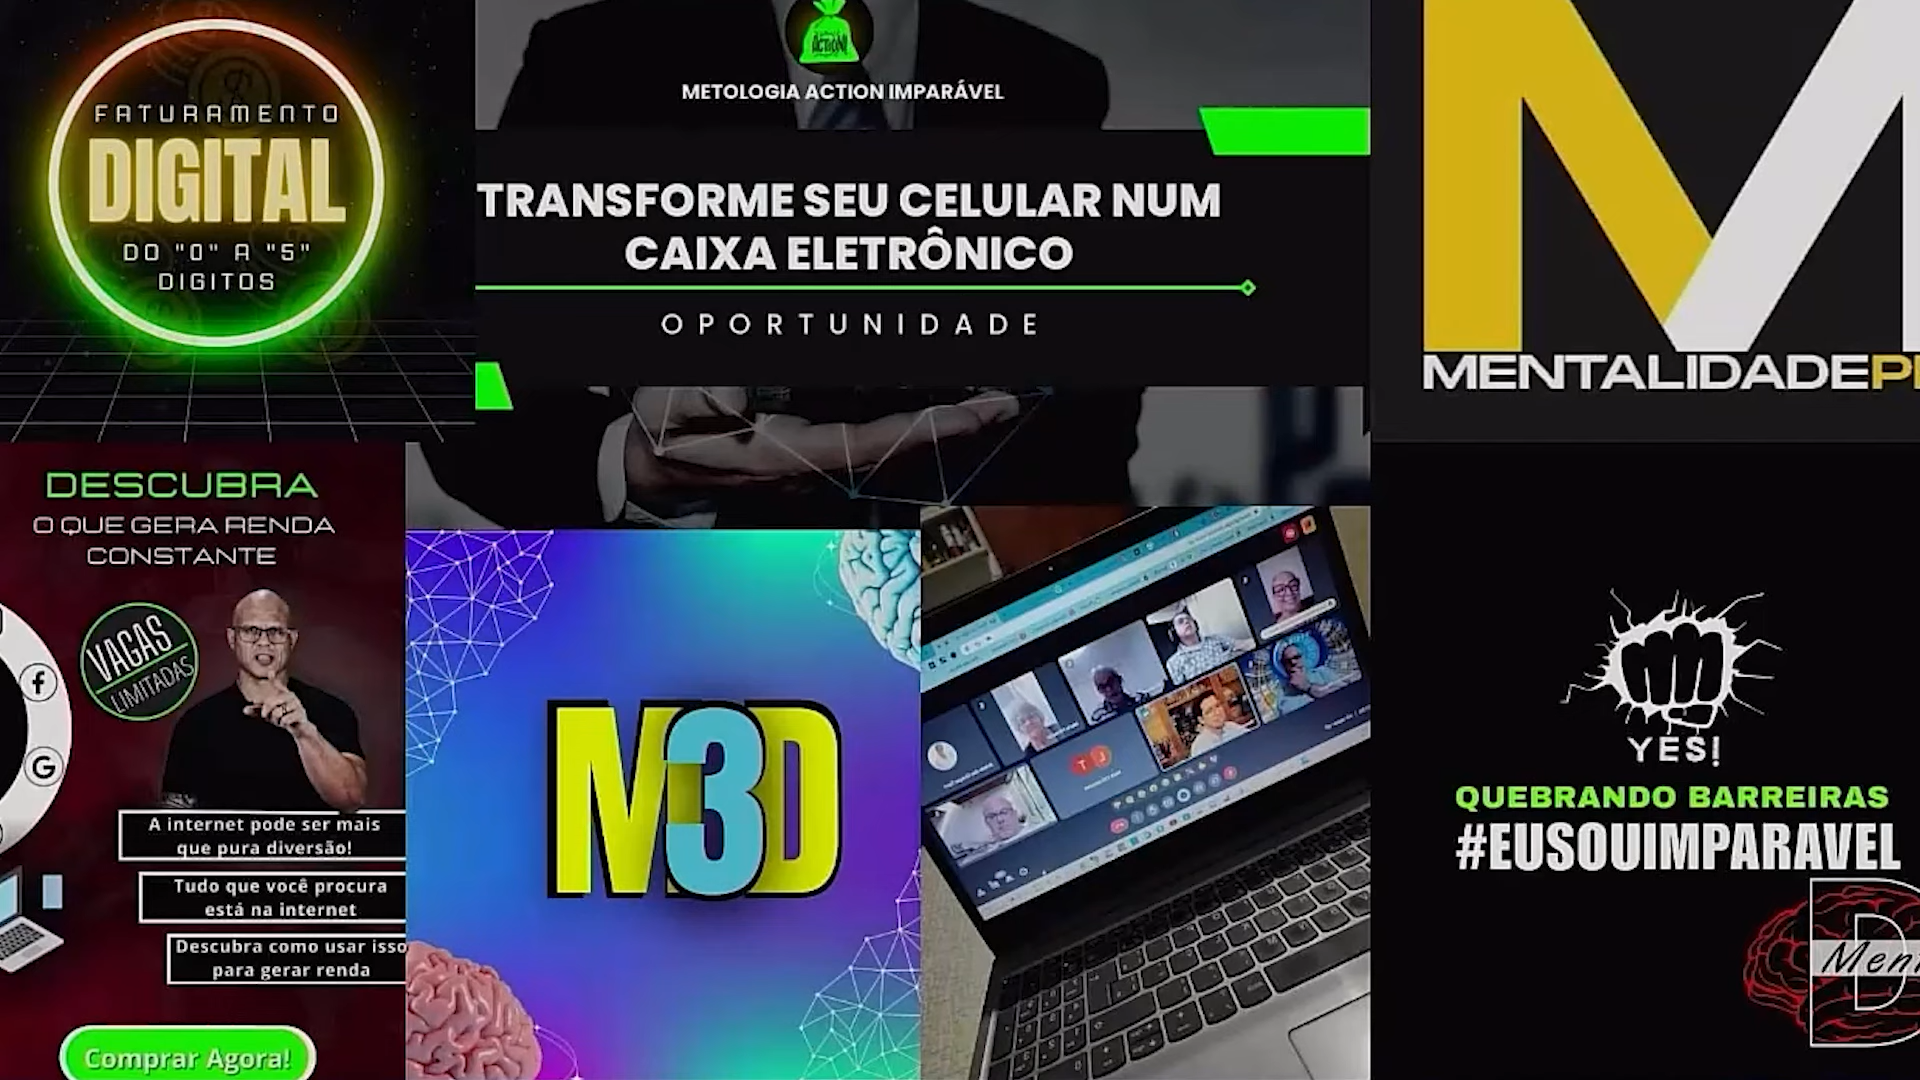 FATURAMENTO
DIGITAL
DO "0" A "5"
DIGITOS
ACTION!
METOLOGIA ACTION IMPARÁVEL
TRANSFORME SEU CELULAR NUM
CAIXA ELETRÔNICO
OPORTUNIDADE
M
MENTALIDADE
DESCUBRA
O QUE GERA RENDA
CONSTANTE
VAGAS
LIMITADAS
f
G
A internet pode ser mais
que pura diversão!
Tudo que você procura
está na internet
Descubra como usar isso
para gerar renda
Comprar Agora!
M3D
T J
YES!
QUEBRANDO BARREIRAS
#EUSOUIMPARAVEL
D